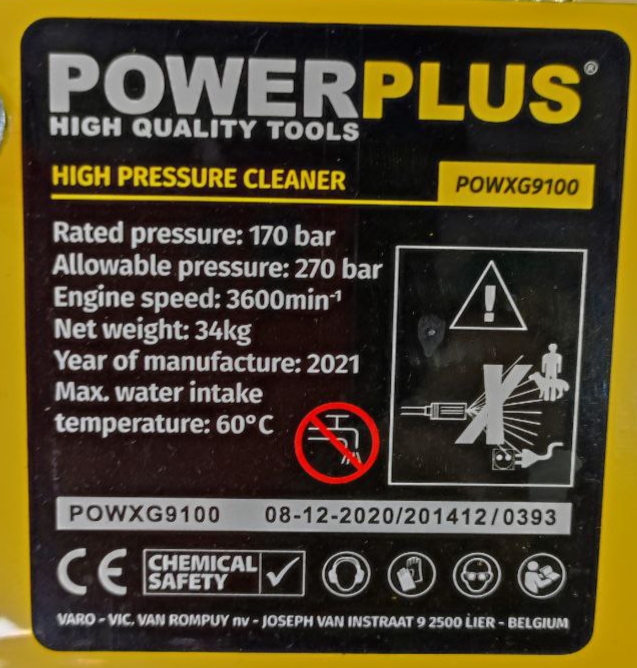 POWERPLUS®
HIGH QUALITY TOOLS
HIGH PRESSURE CLEANER
POWXG9100
Rated pressure: 170 bar
Allowable pressure: 270 bar
Engine speed: 3600min⁻¹
Net weight: 34kg
Year of manufacture: 2021
Max. water intake
temperature: 60°C
POWXG9100 08-12-2020/201412/0393
CE CHEMICAL
SAFETY
VARO - VIC. VAN ROMPUY nv - JOSEPH VAN INSTRAAT 9 2500 LIER - BELGIUM